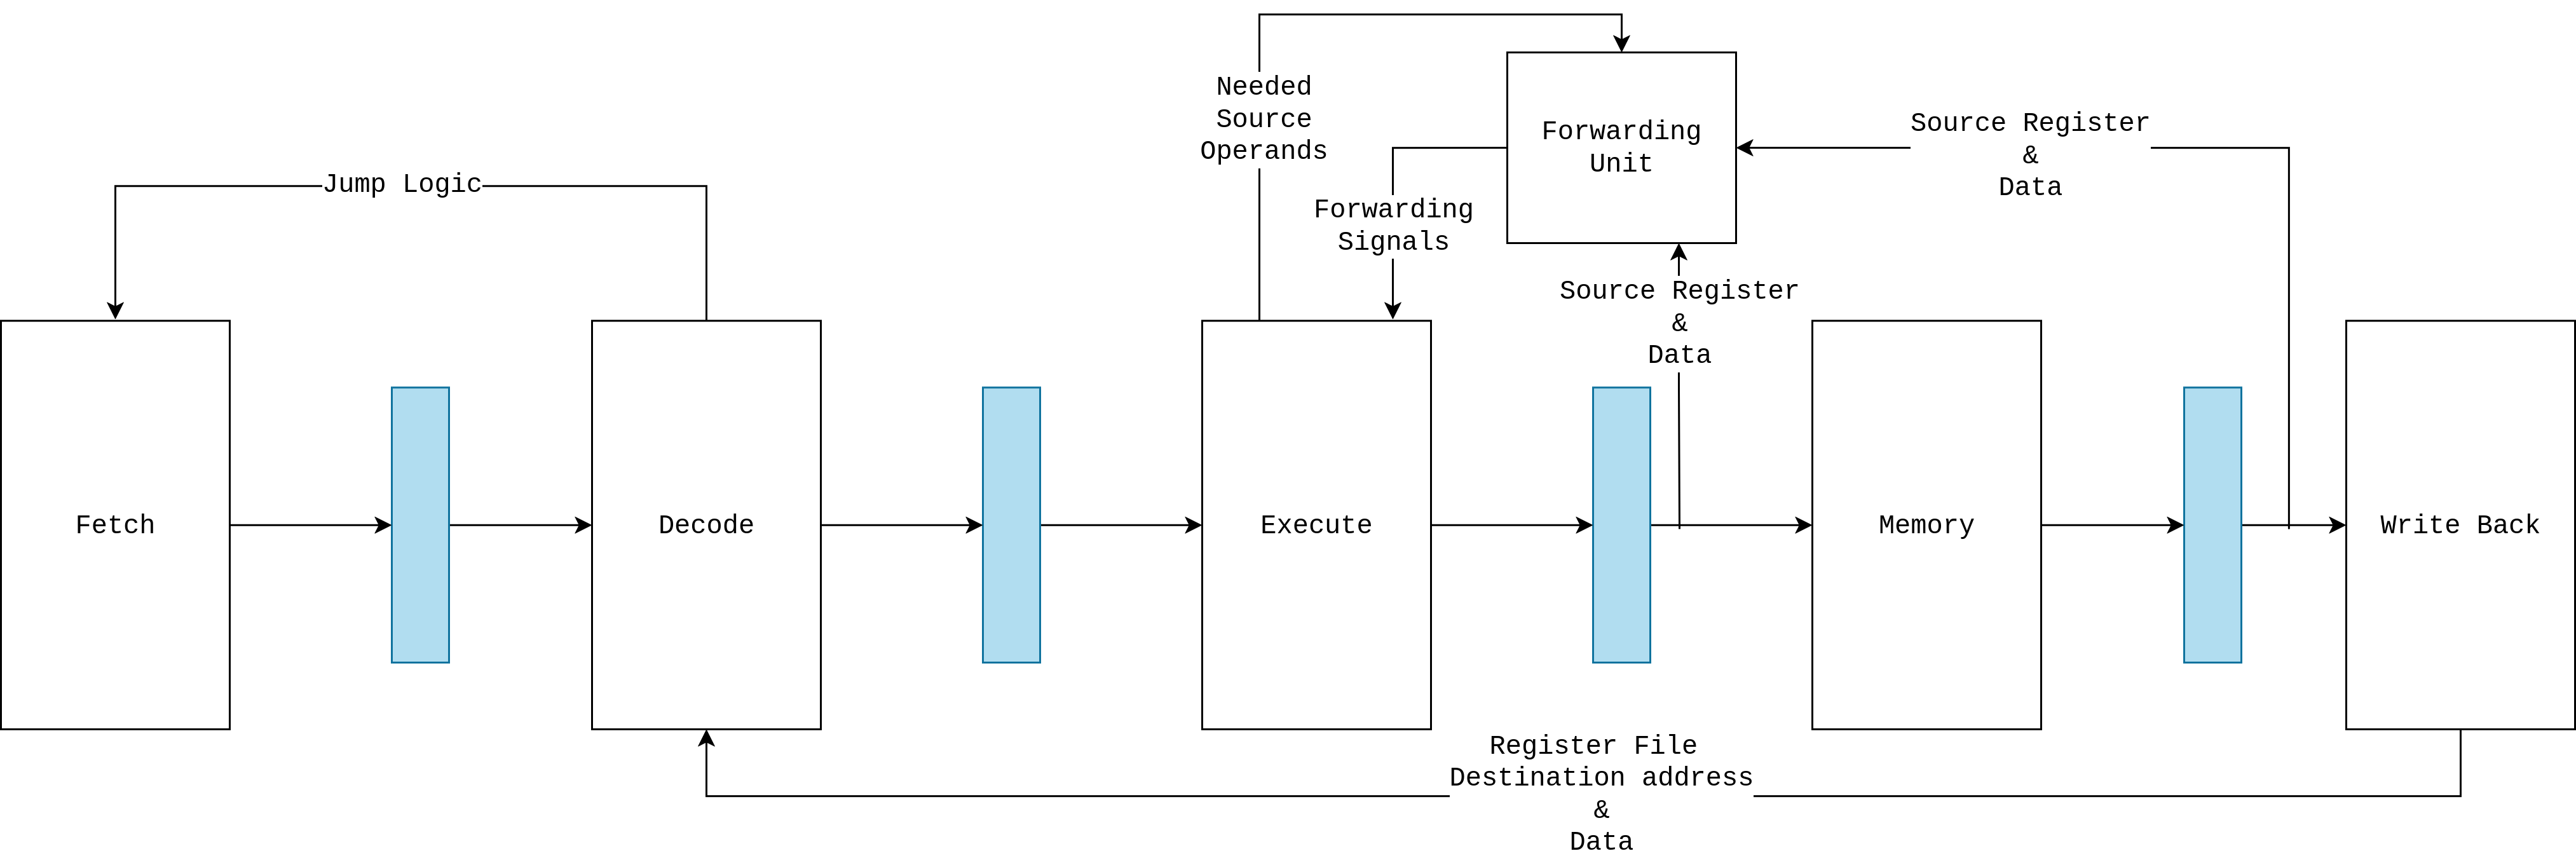 Needed
Source
Operands
Forwarding
Unit
Source Register
&
Data
Jump Logic
Forwarding
Signals
Source Register
&
Data
Fetch
Decode
Execute
Memory
Write Back
Register File
Destination address
&
Data